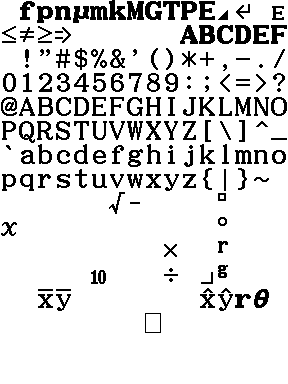 fpnμmkMGTPE◢↵ E
≤≠≥⇒ ABCDEF
!"#$%&'()*+,-./
0123456789:;<=>?
@ABCDEFGHIJKLMNO
PQRSTUVWXYZ[\]^_
`abcdefghijklmno
pqrstuvwxyz{|}~
√- □
x ○
× r
10 ÷ ⌟g
x̅y̅ x̂ŷrθ
□